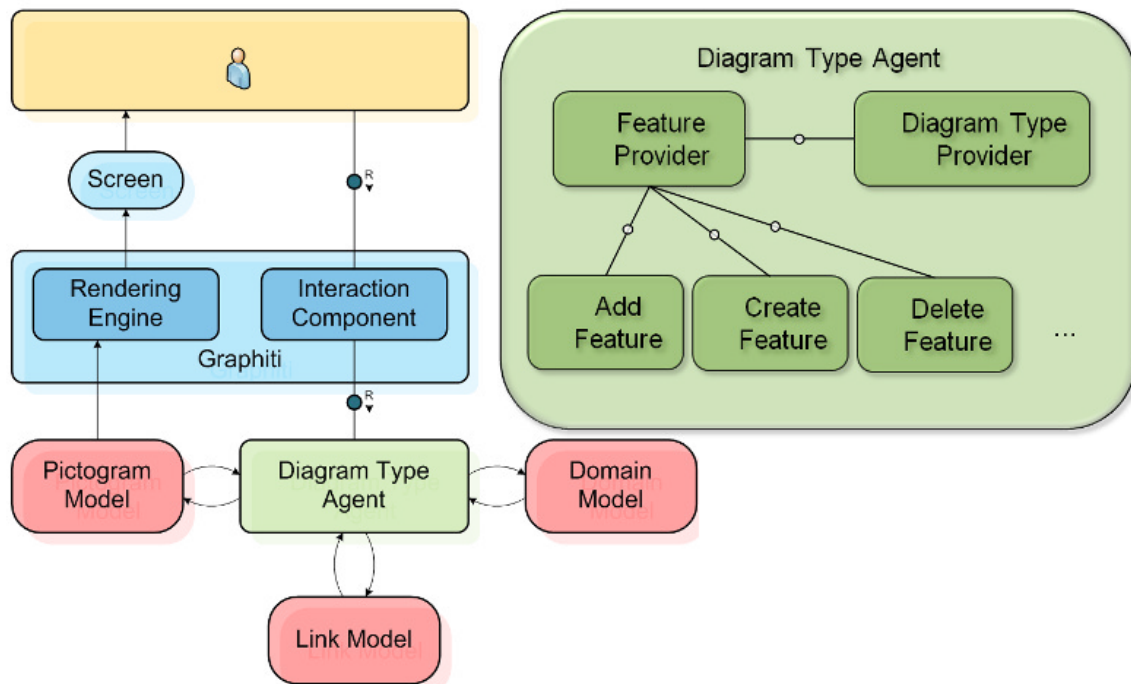 Screen
R
Rendering
Engine
Interaction
Component
Graphiti
R
Pictogram
Model
Diagram Type
Agent
Domain
Model
Link Model
Diagram Type Agent
Feature
Provider
Diagram Type
Provider
Add
Feature
Create
Feature
Delete
Feature
...